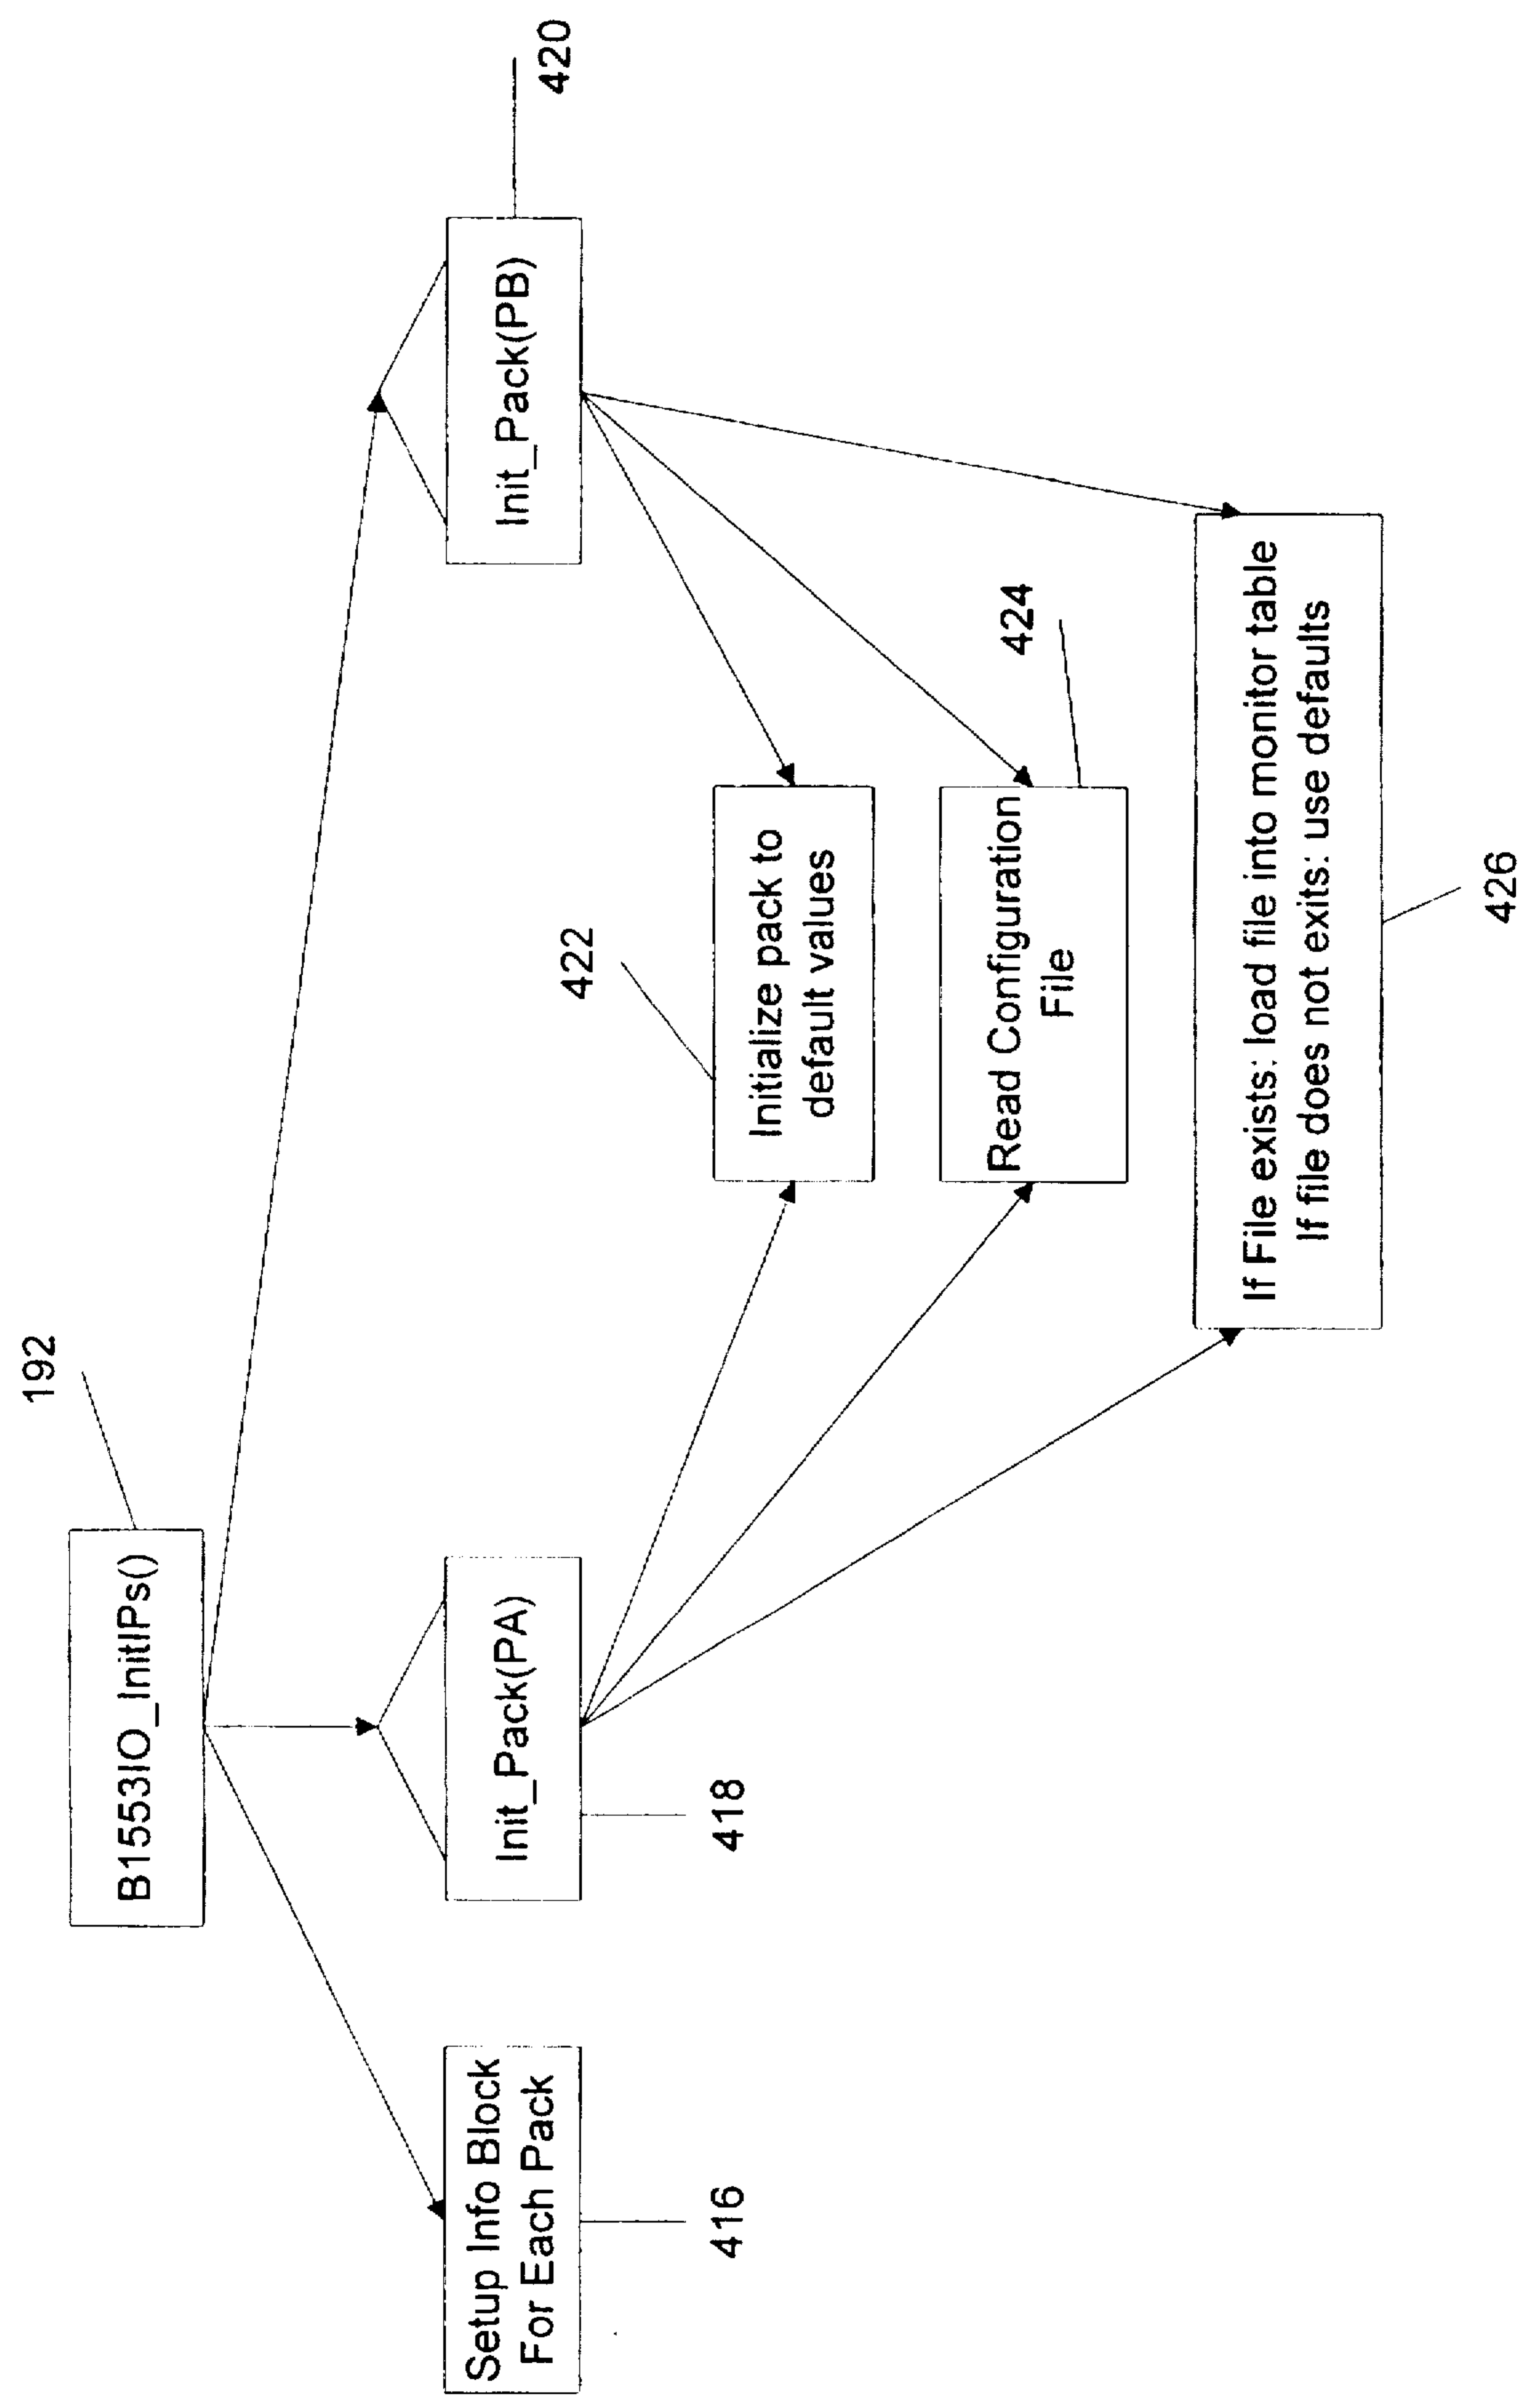 192
B1553IO_InitIPs()
Setup Info Block
For Each Pack
416
Init_Pack(PA)
418
Init_Pack(PB)
420
422
Initialize pack to
default values
424
Read Configuration
File
If File exists: load file into monitor table
If file does not exits: use defaults
426